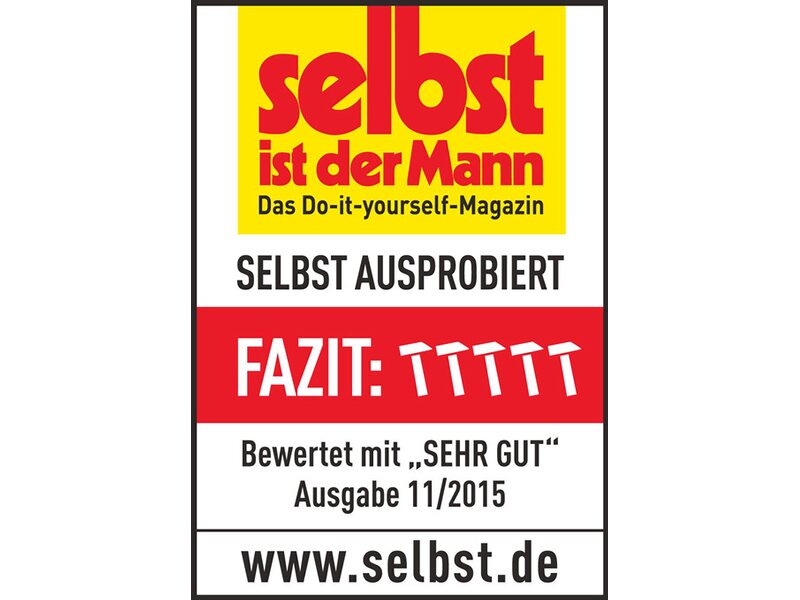 selbst
ist der Mann
Das Do-it-yourself-Magazin
SELBST AUSPROBIERT
FAZIT:
Bewertet mit „SEHR GUT“
Ausgabe 11/2015
www.selbst.de